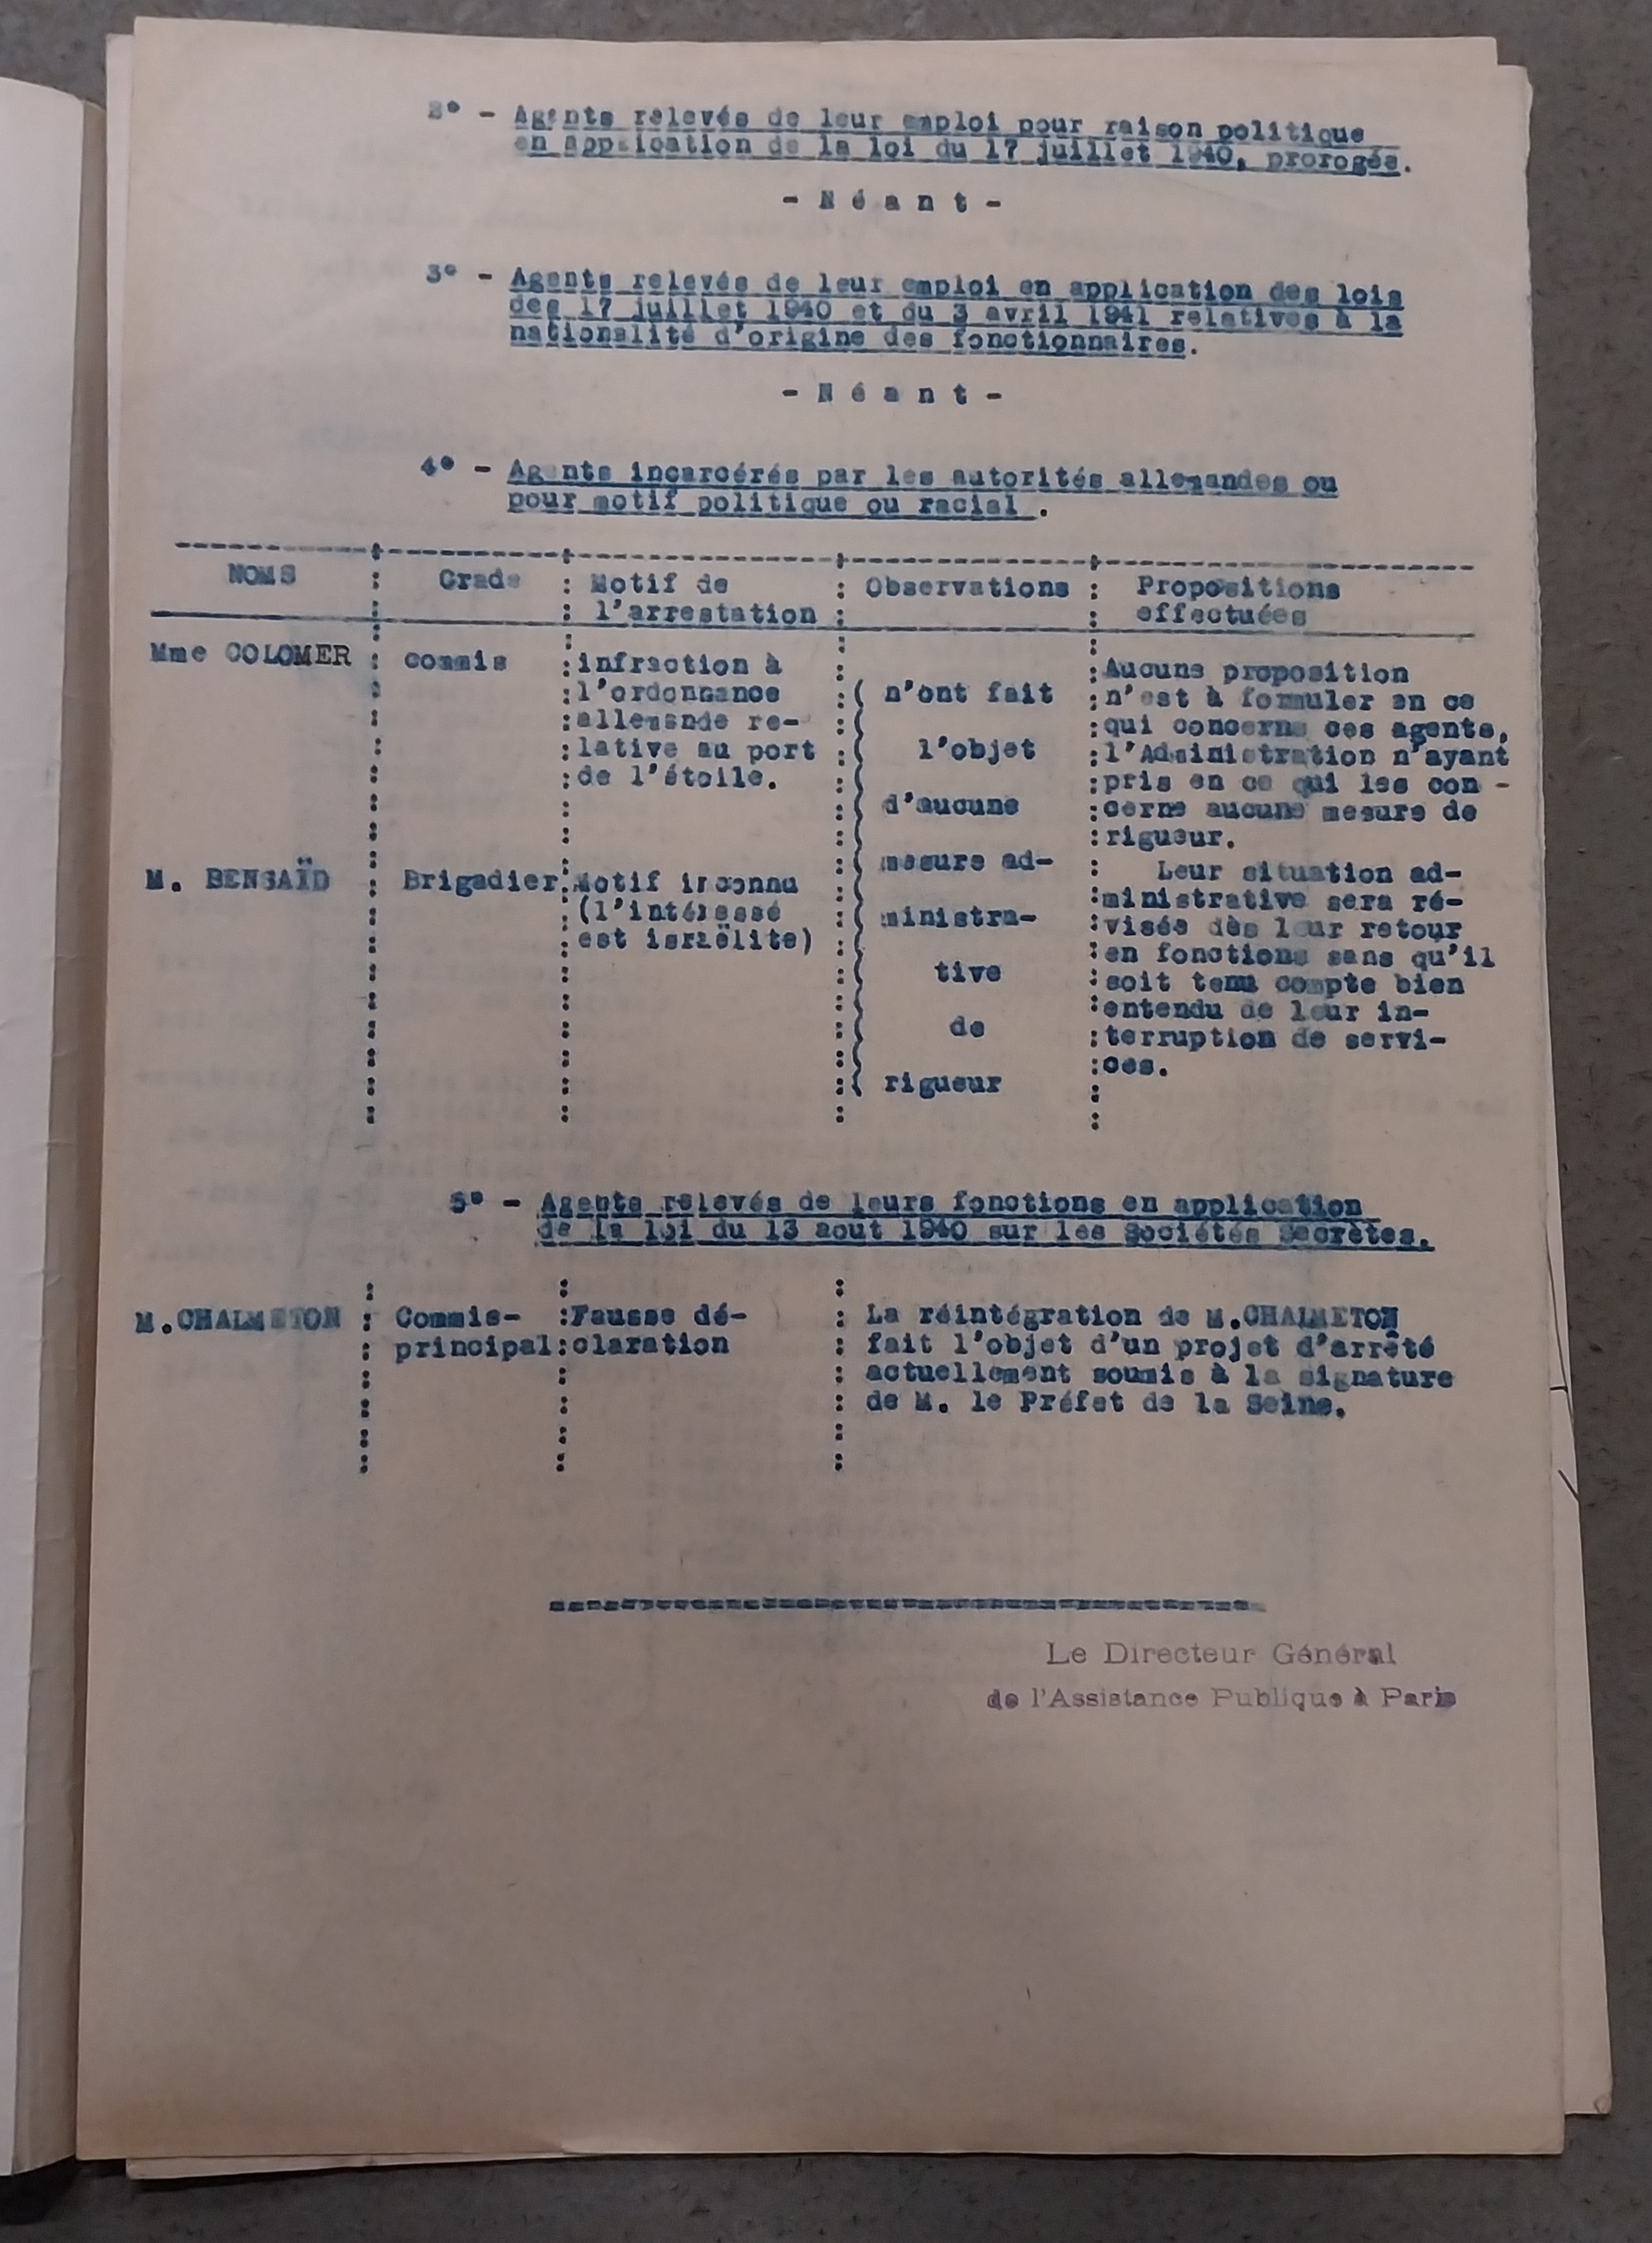 2° - Agents relevés de leur emploi pour raison politique
en application de la loi du 17 juillet 1940, prorogée.
- N é a n t -
3° - Agents relevés de leur emploi en application des lois
des 17 juillet 1940 et du 3 avril 1941 relatives à la
nationalité d'origine des fonctionnaires.
- N é a n t -
4° - Agents incarcérés par les autorités allemandes ou
pour motif politique ou racial .
NOMS : Grade : Motif de l'arrestation : Observations : Propositions effectuées
Mme COLOMER : commis
:infraction à
:l'ordonnance
:allemande re-
:lative au port
:de l'étoile.
M. BENSAÏD : Brigadier
:Motif inconnu
(l'intéressé
est israëlite)
:( n'ont fait
l'objet
d'aucune
mesure ad-
ministra-
tive
de
rigueur
:Aucune proposition
:n'est à formuler en ce
:qui concerne ces agents,
:l'Administration n'ayant
:pris en ce qui les con -
:cerne aucune mesure de
:rigueur.
: Leur situation ad-
:ministrative sera ré-
:visée dès leur retour
:en fonctions sans qu'il
:soit tenu compte bien
:entendu de leur in-
:terruption de servi-
:ces.
5° - Agents relevés de leurs fonctions en application
de la loi du 13 aout 1940 sur les Sociétés Secrètes.
M.CHALMETON : Commis- :Fausse dé- : La réintégration de M.CHALMETON
principal:claration : fait l'objet d'un projet d'arrêté
: actuellement soumis à la signature
: de M. le Préfet de la Seine.
Le Directeur Général
de l'Assistance Publique à Paris